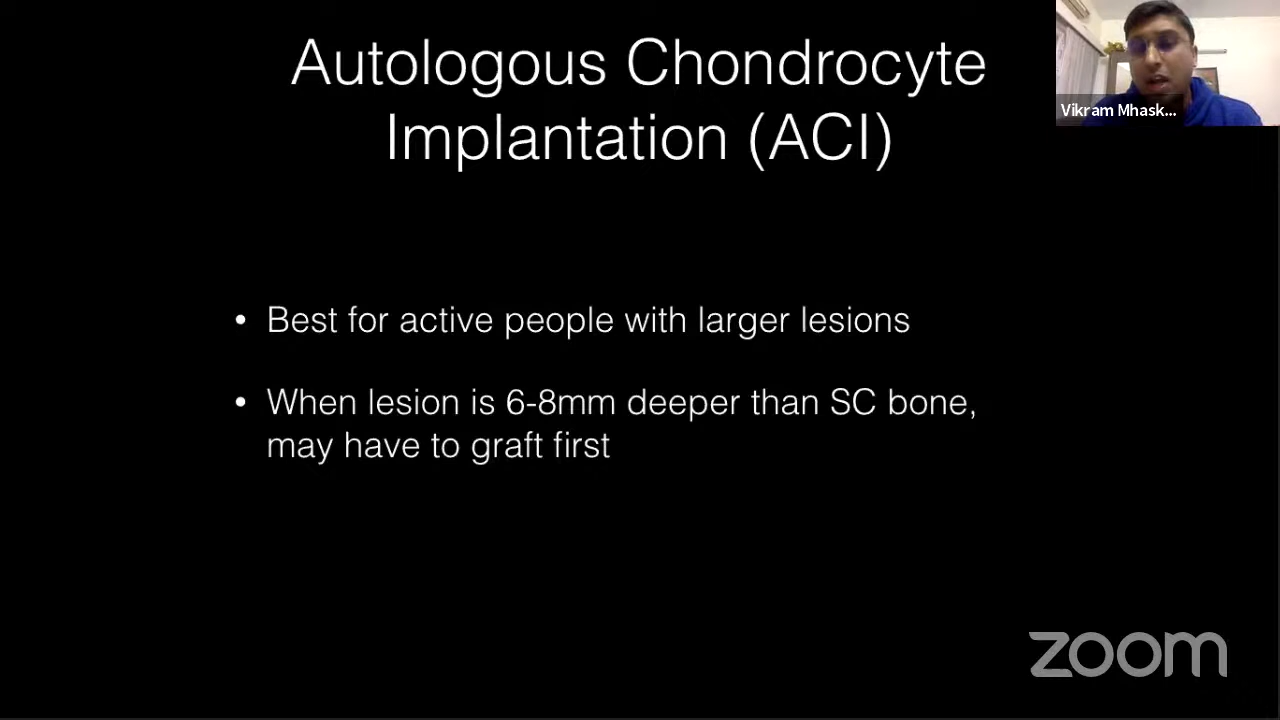 Autologous Chondrocyte
Implantation (ACI)
Vikram Mhask...
• Best for active people with larger lesions
• When lesion is 6-8mm deeper than SC bone,
may have to graft first
zoom